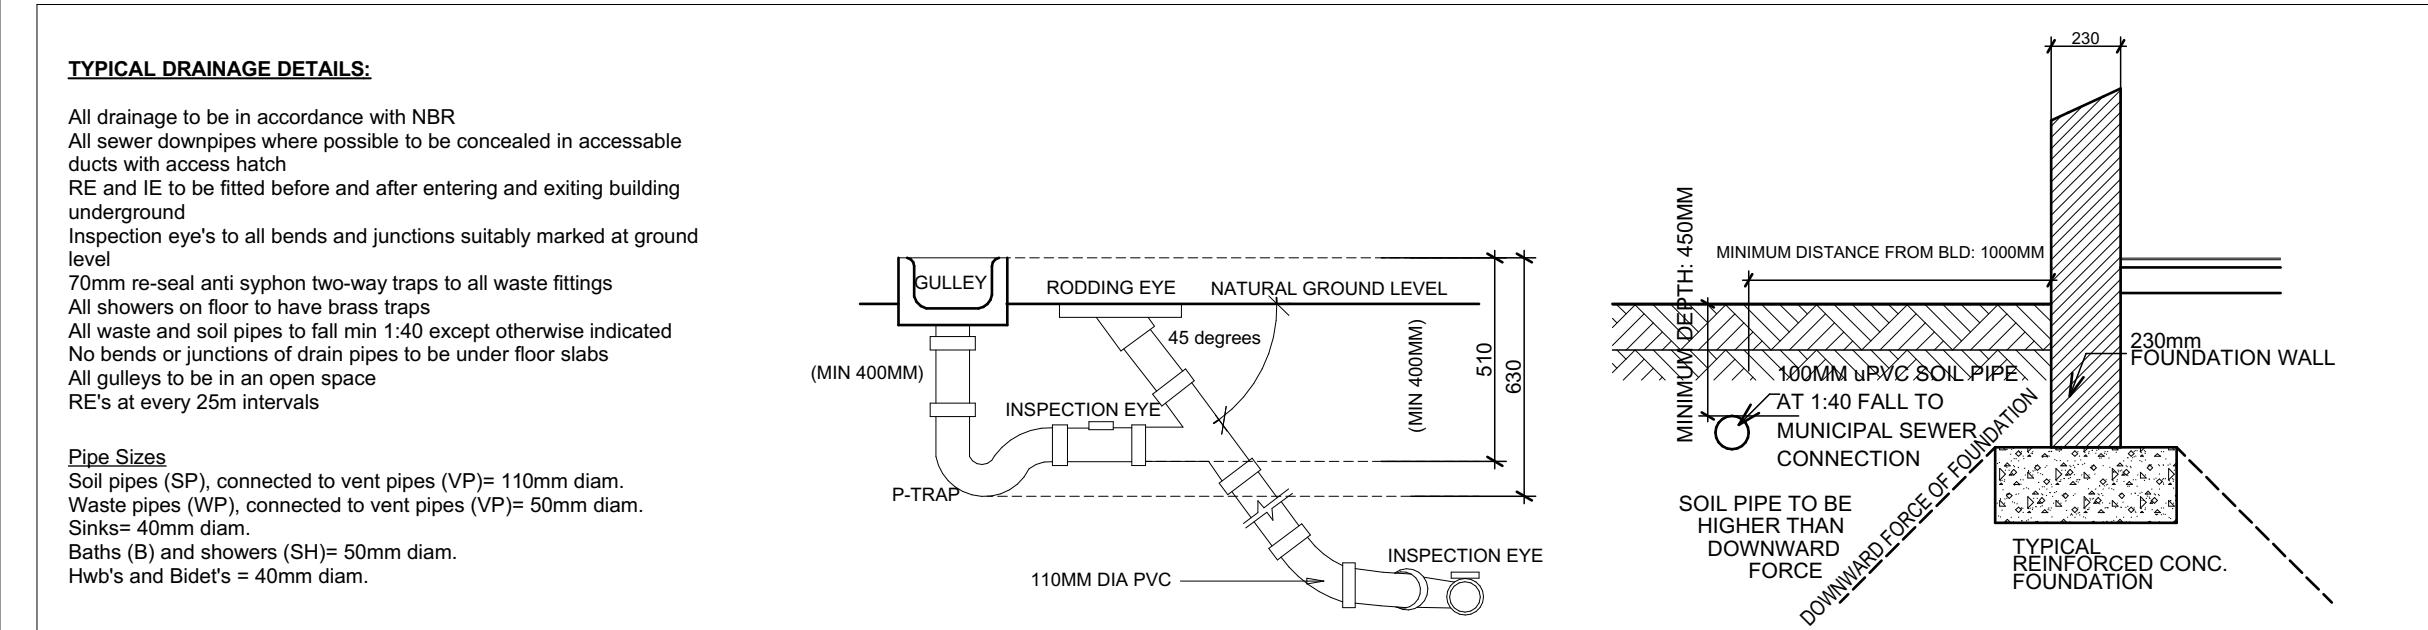 TYPICAL DRAINAGE DETAILS:
All drainage to be in accordance with NBR
All sewer downpipes where possible to be concealed in accessable
ducts with access hatch
RE and IE to be fitted before and after entering and exiting building
underground
Inspection eye's to all bends and junctions suitably marked at ground
level
70mm re-seal anti syphon two-way traps to all waste fittings
All showers on floor to have brass traps
All waste and soil pipes to fall min 1:40 except otherwise indicated
No bends or junctions of drain pipes to be under floor slabs
All gulleys to be in an open space
RE's at every 25m intervals
Pipe Sizes
Soil pipes (SP), connected to vent pipes (VP)= 110mm diam.
Waste pipes (WP), connected to vent pipes (VP)= 50mm diam.
Sinks= 40mm diam.
Baths (B) and showers (SH)= 50mm diam.
Hwb's and Bidet's = 40mm diam.
GULLEY
RODDING EYE
NATURAL GROUND LEVEL
45 degrees
(MIN 400MM)
INSPECTION EYE
P-TRAP
(MIN 400MM)
510
630
110MM DIA PVC
INSPECTION EYE
230
MINIMUM DEPTH: 450MM
MINIMUM DISTANCE FROM BLD: 1000MM
230mm
FOUNDATION WALL
100MM uPVC SOIL PIPE
AT 1:40 FALL TO
MUNICIPAL SEWER
CONNECTION
SOIL PIPE TO BE
HIGHER THAN
DOWNWARD
FORCE
DOWNWARD FORCE OF FOUNDATION
TYPICAL
REINFORCED CONC.
FOUNDATION